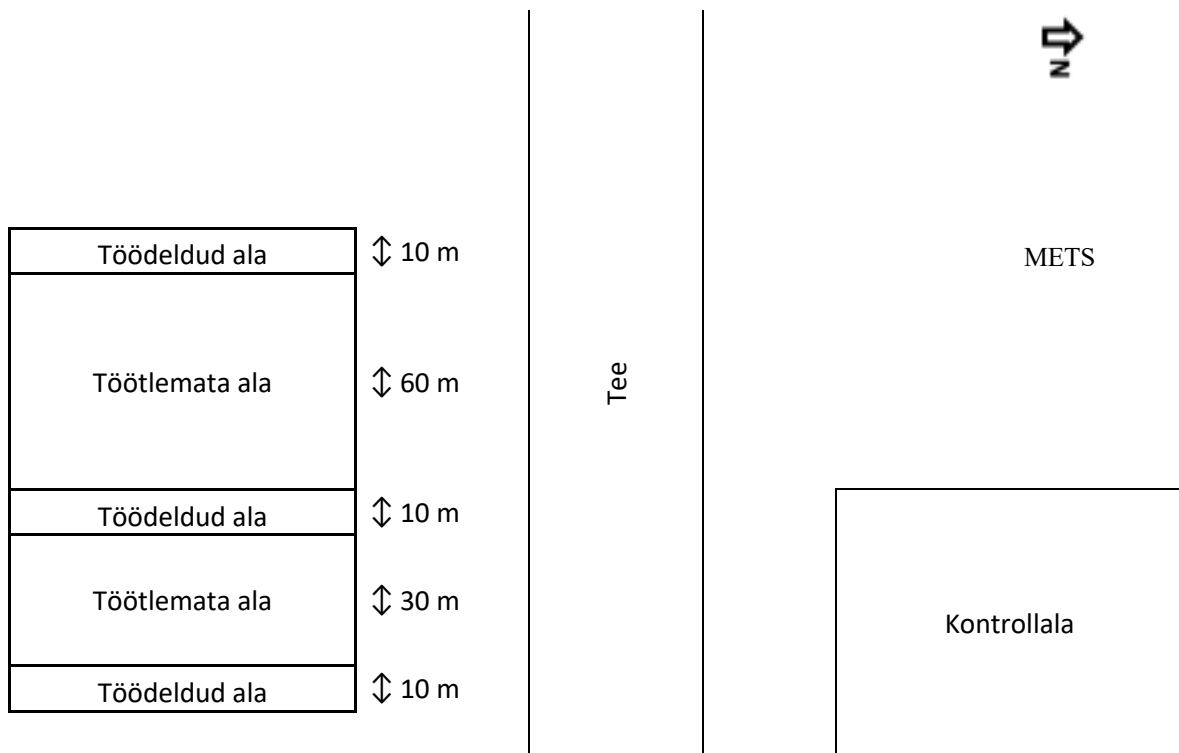 N
Töödeldud ala
10 m
METS
Töötlemata ala
60 m
Tee
Töödeldud ala
10 m
Töötlemata ala
30 m
Kontrollala
Töödeldud ala
10 m